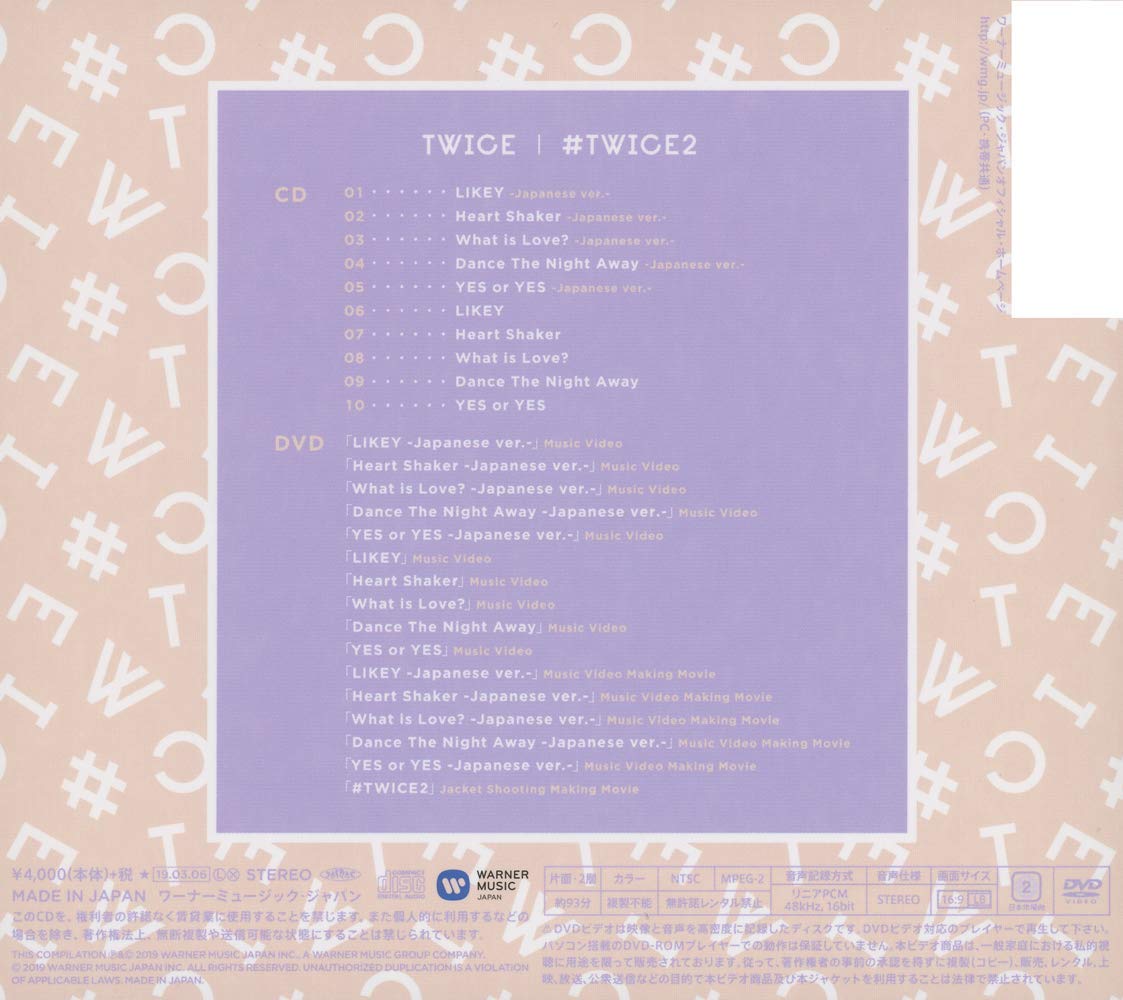 TWICE | #TWICE2
CD
01 · · · · · · LIKEY -Japanese ver.-
02 · · · · · · Heart Shaker -Japanese ver.-
03 · · · · · · What is Love? -Japanese ver.-
04 · · · · · · Dance The Night Away -Japanese ver.-
05 · · · · · · YES or YES -Japanese ver.-
06 · · · · · · LIKEY
07 · · · · · · Heart Shaker
08 · · · · · · What is Love?
09 · · · · · · Dance The Night Away
10 · · · · · · YES or YES
DVD
「LIKEY -Japanese ver.-」Music Video
「Heart Shaker -Japanese ver.-」Music Video
「What is Love? -Japanese ver.-」Music Video
「Dance The Night Away -Japanese ver.-」Music Video
「YES or YES -Japanese ver.-」Music Video
「LIKEY」Music Video
「Heart Shaker」Music Video
「What is Love?」Music Video
「Dance The Night Away」Music Video
「YES or YES」Music Video
「LIKEY -Japanese ver.-」Music Video Making Movie
「Heart Shaker -Japanese ver.-」Music Video Making Movie
「What is Love? -Japanese ver.-」Music Video Making Movie
「Dance The Night Away -Japanese ver.-」Music Video Making Movie
「YES or YES -Japanese ver.-」Music Video Making Movie
「#TWICE2」Jacket Shooting Making Movie
ワーナーミュージック・ジャパンオフィシャル・ホームページ
http://wmg.jp/ (PC・携帯共通)
¥4,000(本体)+税 ★ 19.03.06 Ⓛ Ⓧ STEREO
MADE IN JAPAN ワーナーミュージック・ジャパン
COMPACT disc DIGITAL AUDIO
WARNER MUSIC JAPAN
このCDを、権利者の許諾なく賃貸業に使用することを禁じます。また個人的に利用するなどの
場合を除き、著作権法上、無断複製や送信可能な状態にすることは禁じられています。
THIS COMPILATION ℗&© 2019 WARNER MUSIC JAPAN INC., A WARNER MUSIC GROUP COMPANY.
© 2019 WARNER MUSIC JAPAN INC. ALL RIGHTS RESERVED. UNAUTHORIZED DUPLICATION IS A VIOLATION
OF APPLICABLE LAWS. MADE IN JAPAN.
片面・2層 カラー NTSC MPEG-2 音声記録方式 音声仕様 画面サイズ
約93分 複製不能 無許諾レンタル禁止 リニアPCM 48kHz, 16bit STEREO 16:9 LB
2 日本市場向
DVD VIDEO
⚠DVDビデオは映像と音声を高密度に記録したディスクです。DVDビデオ対応のプレイヤーで再生して下さい。
パソコン搭載のDVD-ROMプレイヤーでの動作は保証していません。本ビデオ商品は、一般家庭における私的視
聴に用途を限って販売されております。従って、著作権者の事前の承認を得ずに複製(コピー)、販売、レンタル、上
映、放送、公衆送信などの目的で本ビデオ商品及び本ジャケットを利用することは法律で禁止されています。